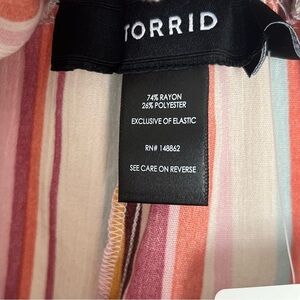 TORRID
74% RAYON
26% POLYESTER
EXCLUSIVE OF ELASTIC
RN# 148862
SEE CARE ON REVERSE